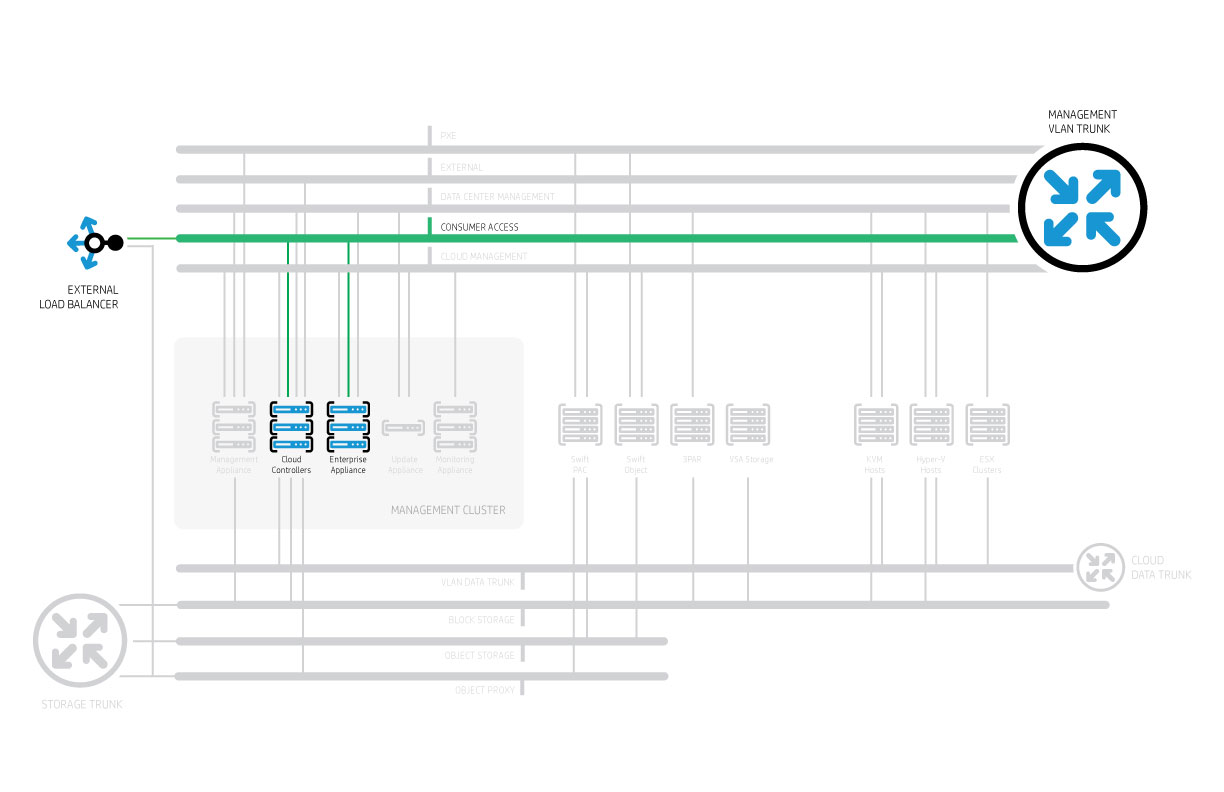 MANAGEMENT
VLAN TRUNK
PXE
EXTERNAL
DATA CENTER MANAGEMENT
CONSUMER ACCESS
CLOUD MANAGEMENT
EXTERNAL
LOAD BALANCER
Management
Appliance
Cloud
Controllers
Enterprise
Appliance
Update
Appliance
Monitoring
Appliance
Swift
PAC
Swift
Object
3PAR
VSA Storage
KVM
Hosts
Hyper-V
Hosts
ESX
Clusters
MANAGEMENT CLUSTER
VLAN DATA TRUNK
CLOUD
DATA TRUNK
BLOCK STORAGE
OBJECT STORAGE
OBJECT PROXY
STORAGE TRUNK